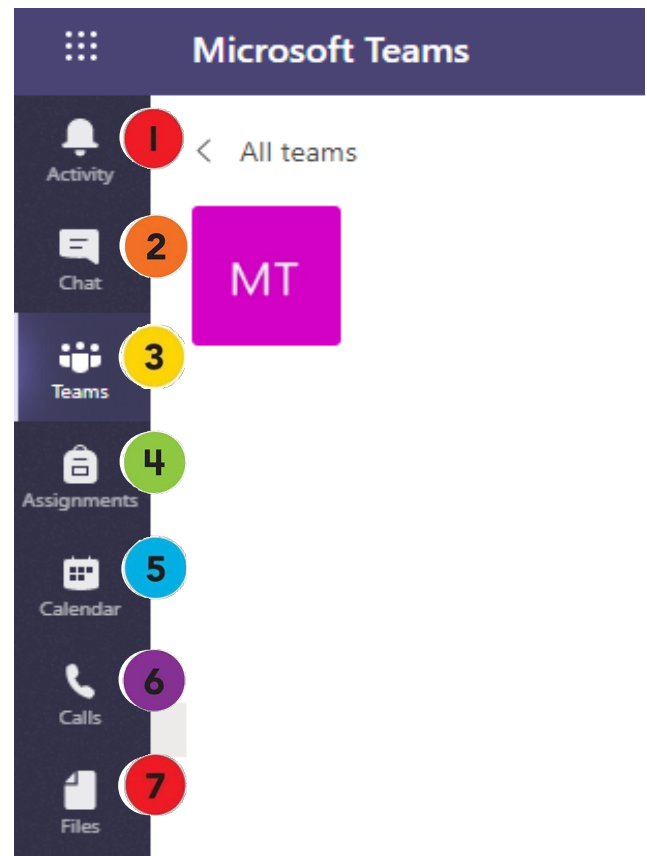 Microsoft Teams
Activity
1
All teams
Chat
2
MT
Teams
3
Assignments
4
Calendar
5
Calls
6
Files
7